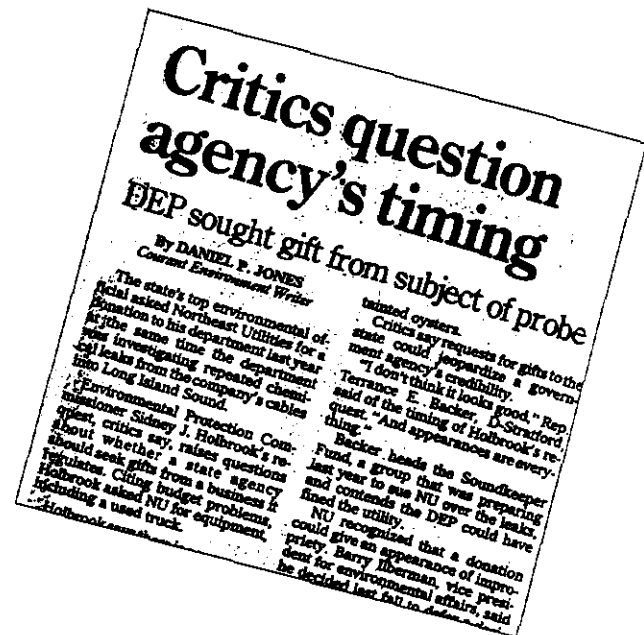 Critics question
agency's timing
DEP sought gift from subject of probe
By DANIEL P. JONES
Courant Environment Writer
The state's top environmental of-
ficial asked Northeast Utilities for a
donation to his department last year
at the same time the department
was investigating repeated chemi-
cal leaks from the company's cables
into Long Island Sound.
Environmental Protection Com-
missioner Sidney J. Holbrook's re-
quest, critics say, raises questions
about whether a state agency
should seek gifts from a business it
regulates. Citing budget problems,
Holbrook asked NU for equipment,
including a used truck.
Holbrook
tainted oysters.
Critics say requests for gifts to the
state could jeopardize a govern-
ment agency's credibility.
"I don't think it looks good," Rep.
Terrance E. Backer, D-Stratford
said of the timing of Holbrook's re-
quest. "And appearances are every-
thing."
Backer heads the Soundkeeper
Fund, a group that was preparing
last year to sue NU over the leaks,
and contends the DEP could have
fined the utility.
NU recognized that a donation
could give an appearance of impro-
priety. Barry Ilberman, vice presi-
dent for environmental affairs, said
he decided last fall to